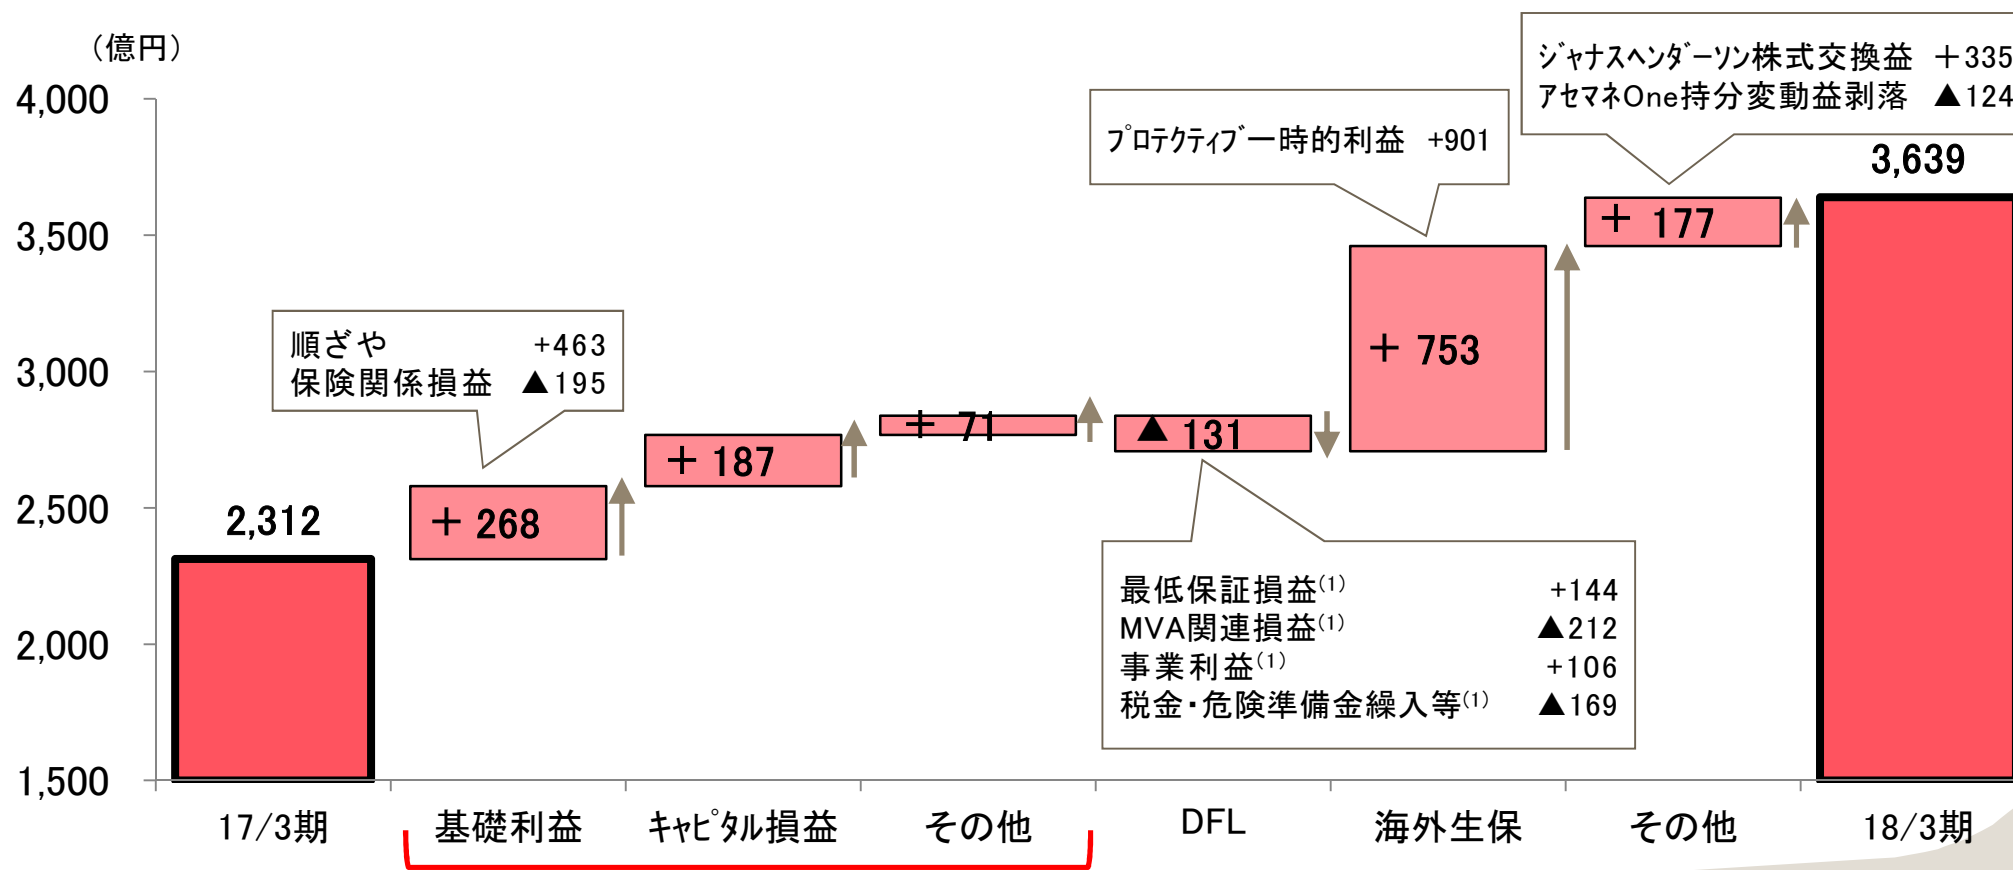 （億円）
4,000
3,500
3,000
2,500
2,000
1,500
ジャナスヘンダーソン株式交換益 ＋335
アセマネOne持分変動益剥落 ▲124
プロテクティブ一時的利益 +901
順ざや +463
保険関係損益 ▲195
2,312
＋ 268
＋ 187
＋ 71
▲ 131
＋ 753
＋ 177
3,639
最低保証損益(1) +144
MVA関連損益(1) ▲212
事業利益(1) +106
税金・危険準備金繰入等(1) ▲169
17/3期 基礎利益 キャピタル損益 その他 DFL 海外生保 その他 18/3期